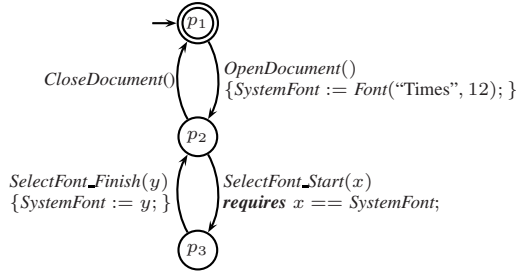 p₁
CloseDocument()
OpenDocument()
{SystemFont := Font(“Times”, 12); }
p₂
SelectFont_Finish(y)
{SystemFont := y; }
SelectFont_Start(x)
requires x == SystemFont;
p₃